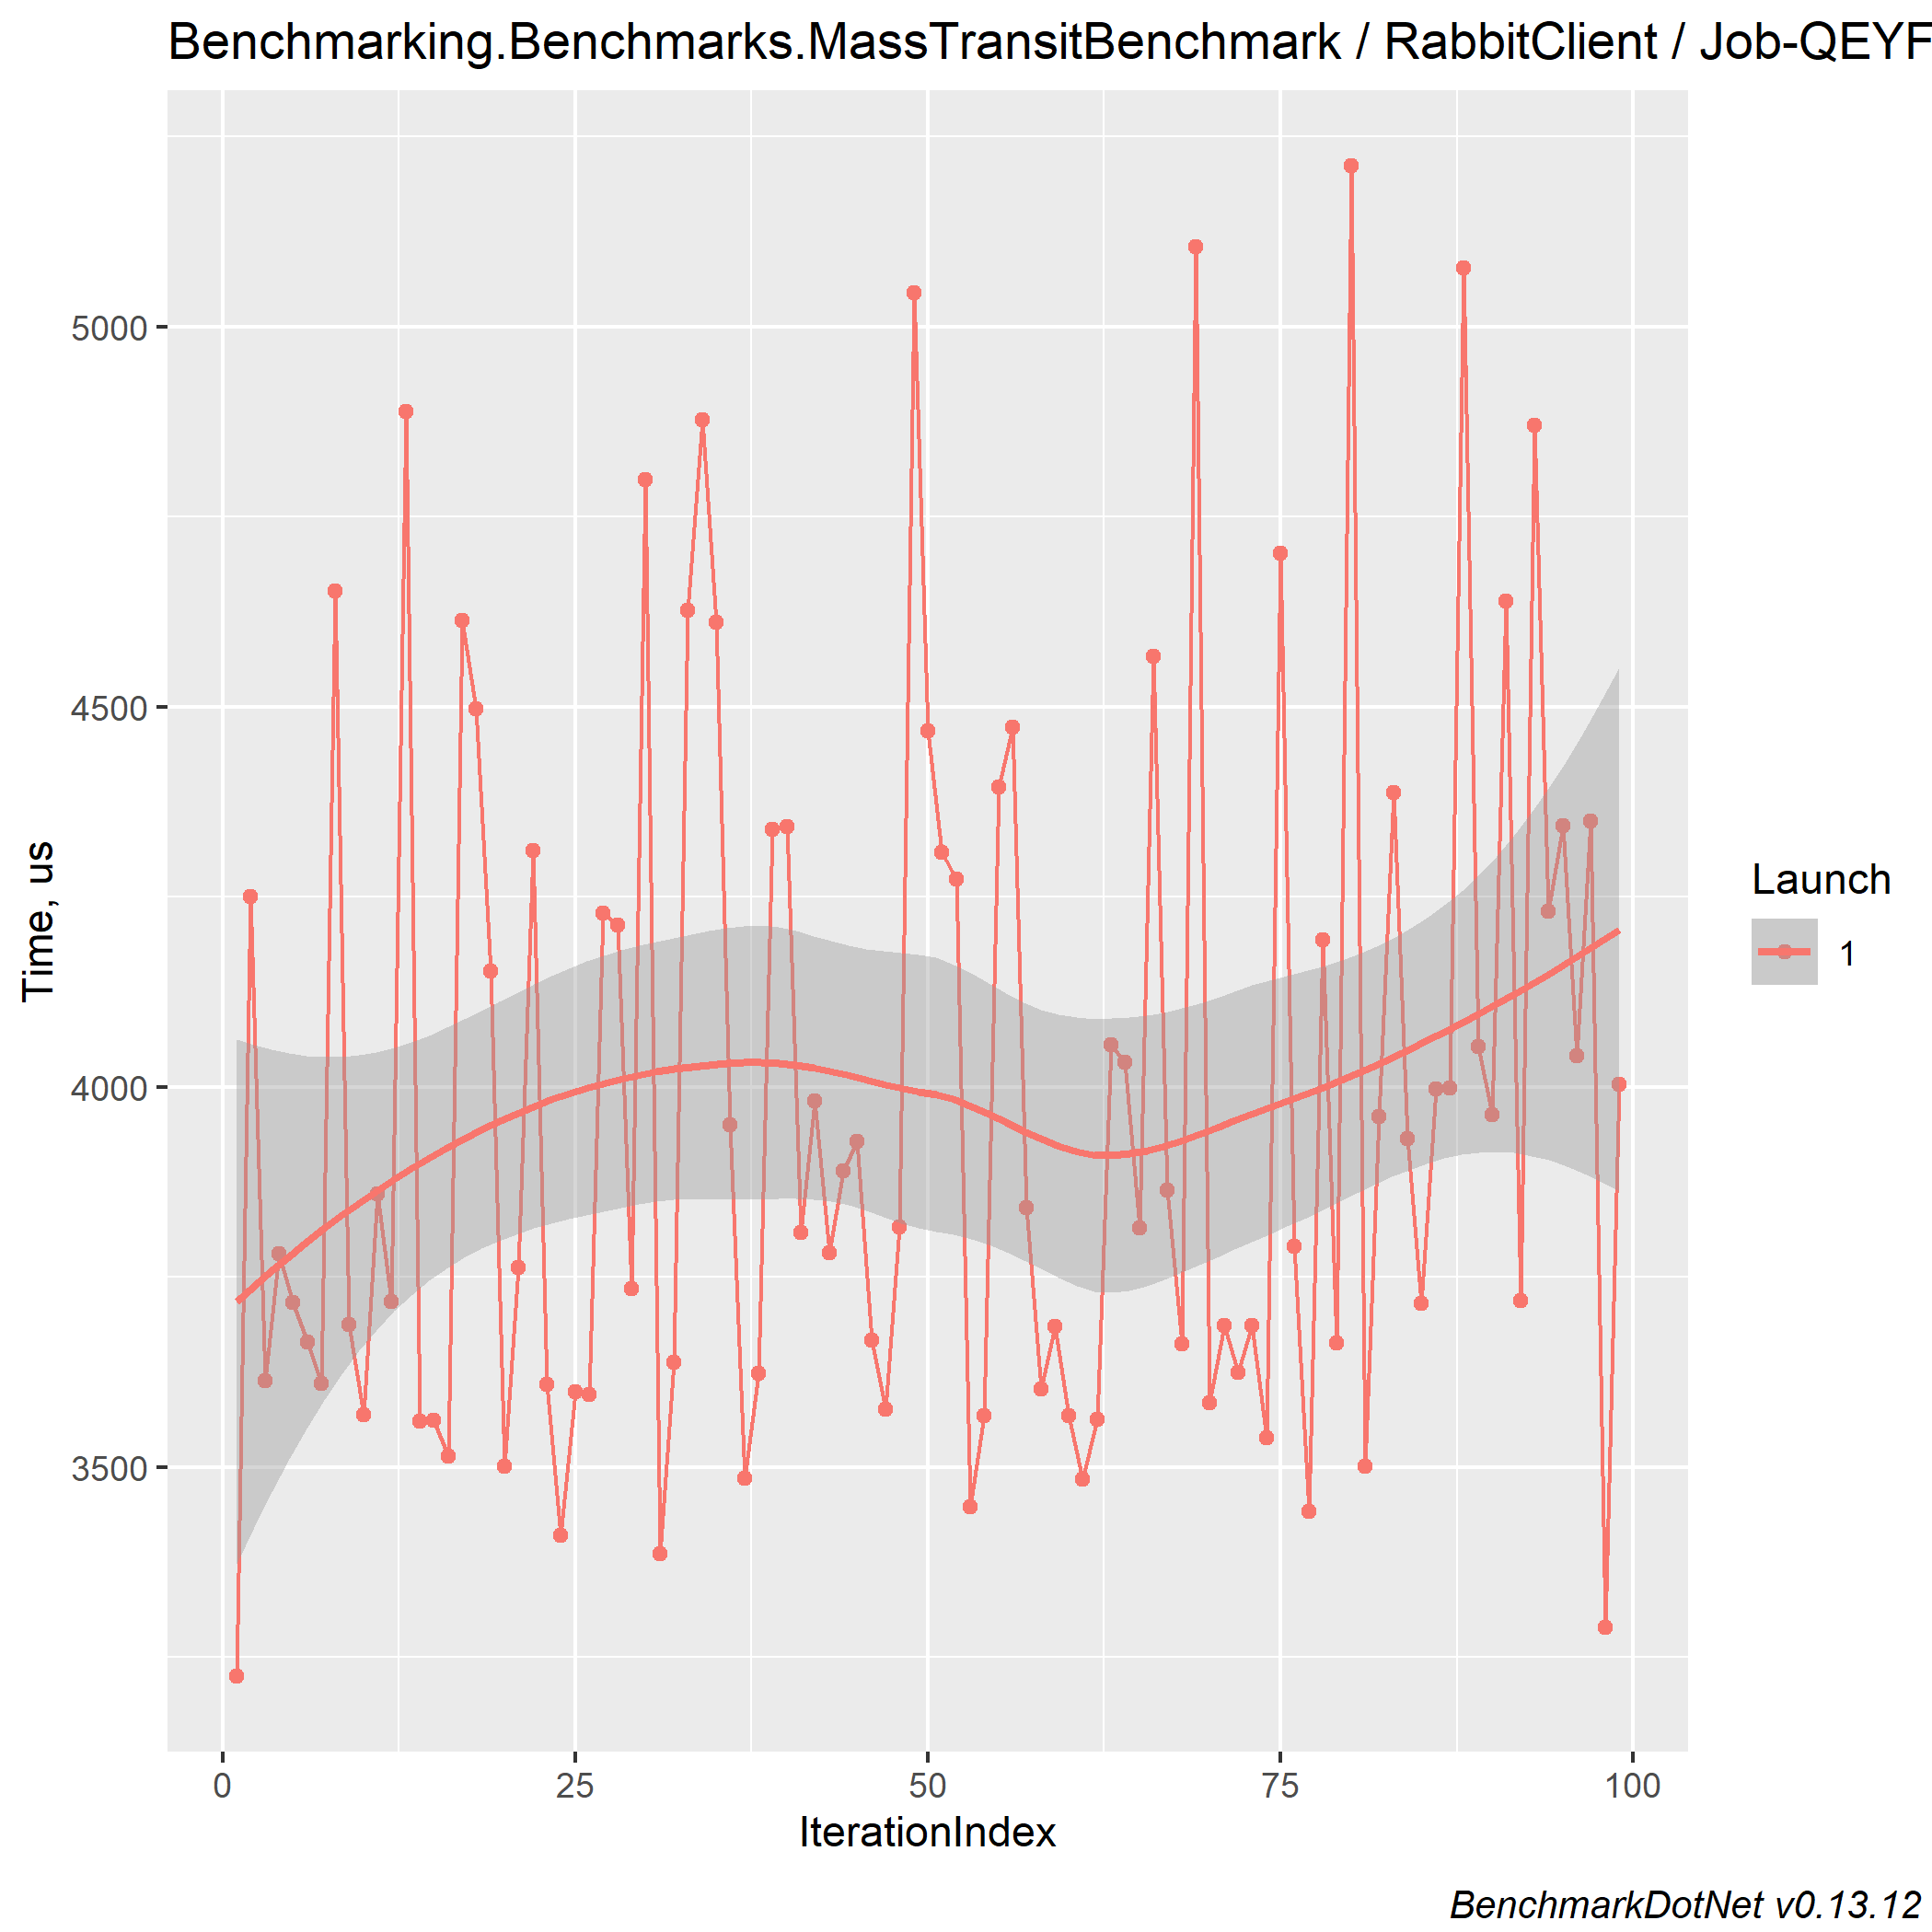 Benchmarking.Benchmarks.MassTransitBenchmark / RabbitClient / Job-QEYF
5000
4500
4000
3500
Time, us
0 25 50 75 100
IterationIndex
Launch
1
BenchmarkDotNet v0.13.12